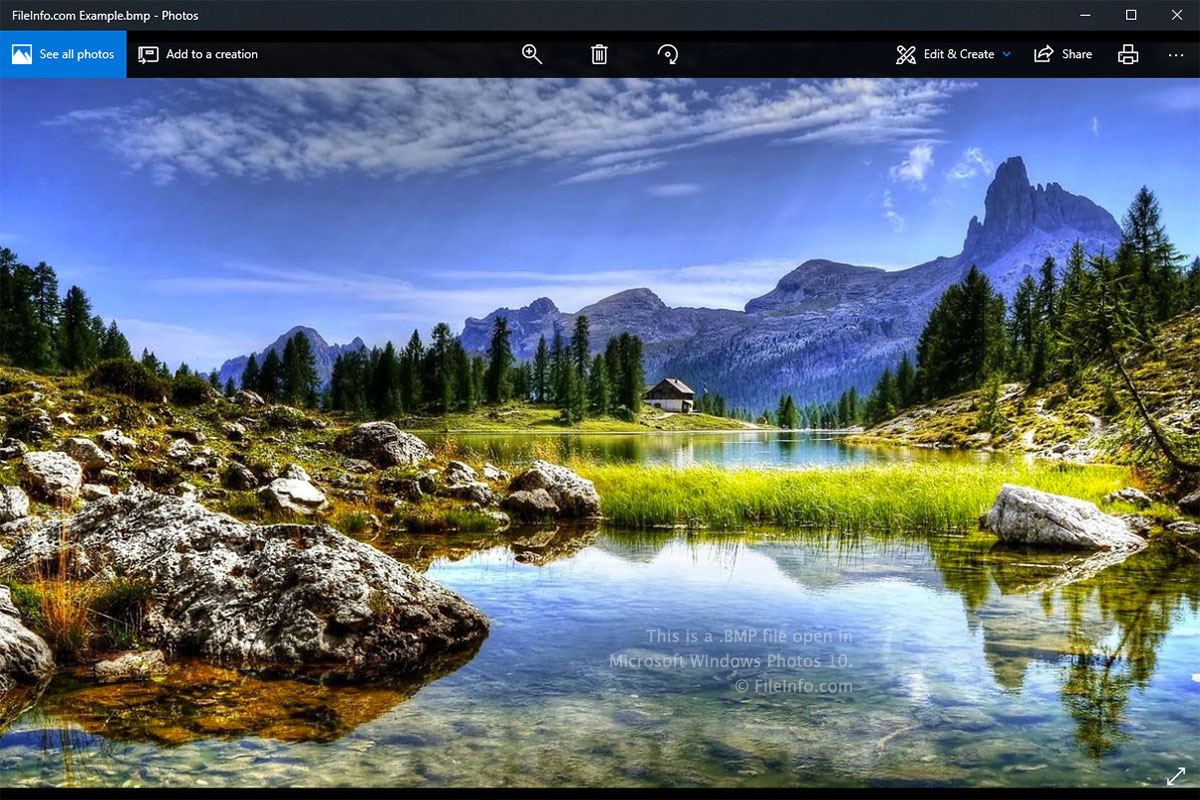 FileInfo.com Example.bmp - Photos
See all photos
Add to a creation
Edit & Create
Share
This is a .BMP file open in
Microsoft Windows Photos 10.
© FileInfo.com